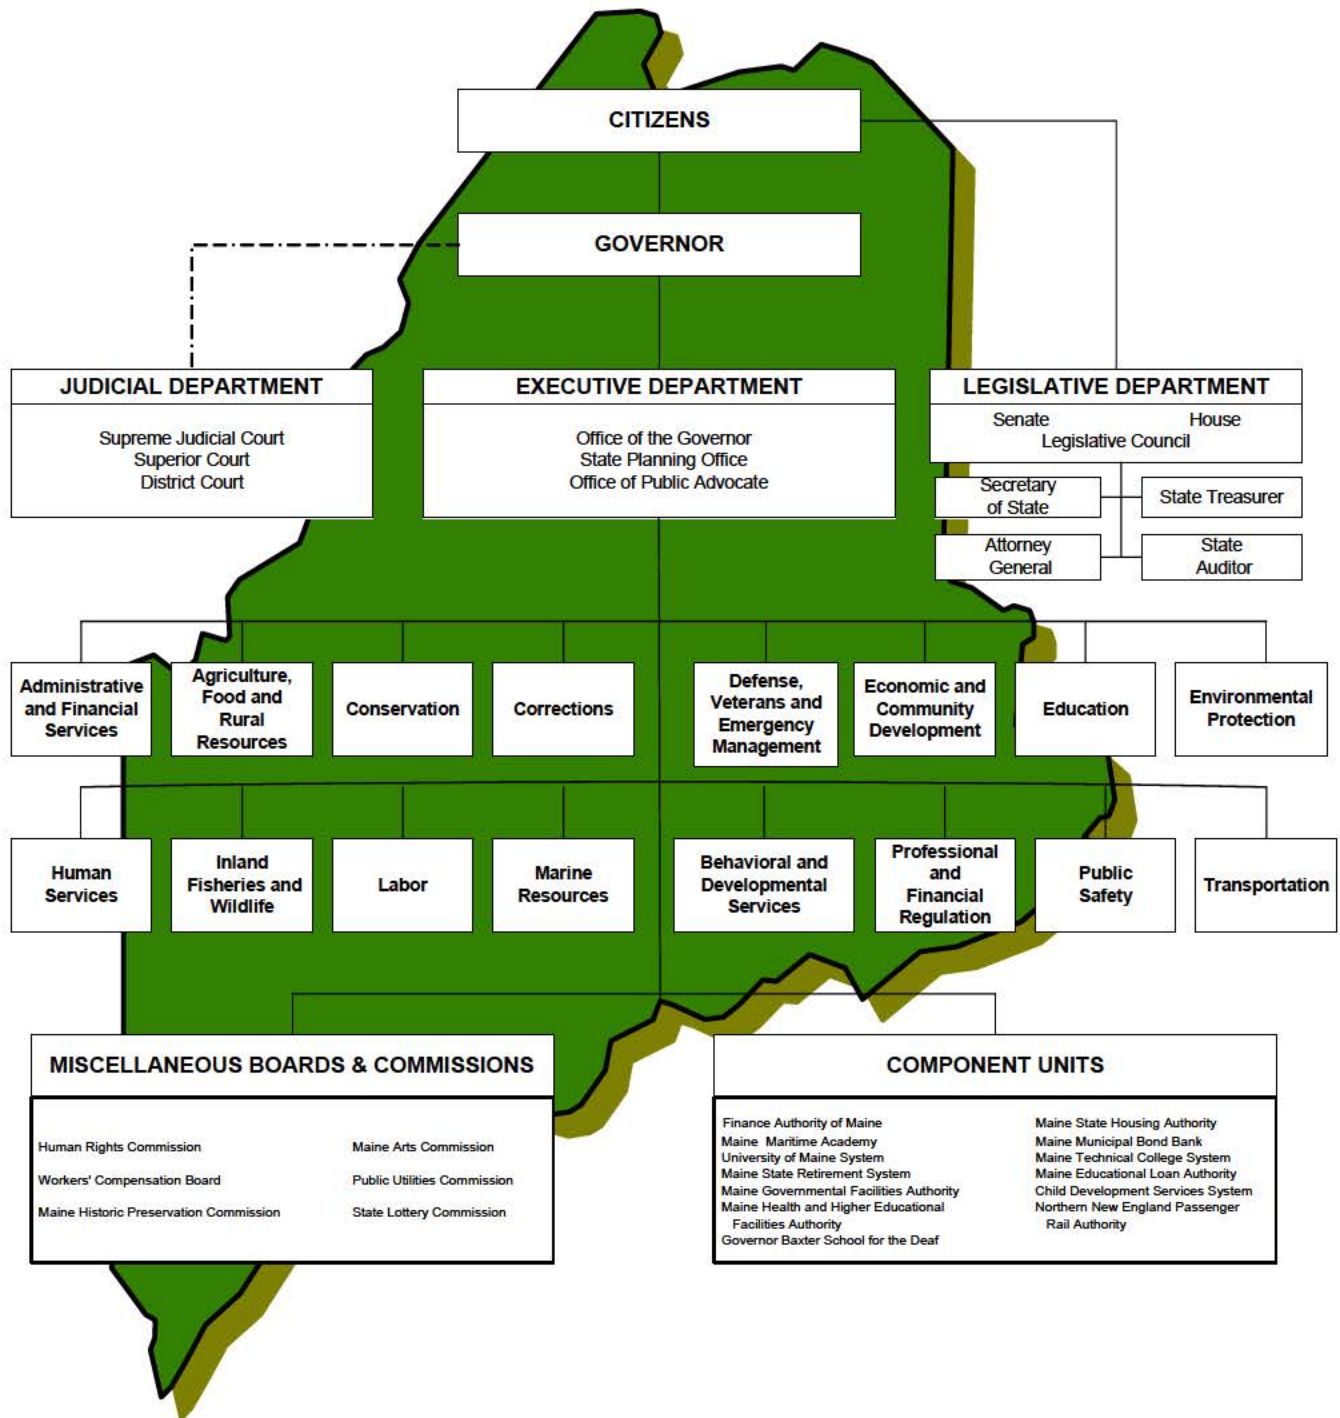 CITIZENS
GOVERNOR
JUDICIAL DEPARTMENT
Supreme Judicial Court
Superior Court
District Court
EXECUTIVE DEPARTMENT
Office of the Governor
State Planning Office
Office of Public Advocate
LEGISLATIVE DEPARTMENT
Senate House
Legislative Council
Secretary
of State
State Treasurer
Attorney
General
State
Auditor
Administrative
and Financial
Services
Agriculture,
Food and
Rural
Resources
Conservation
Corrections
Defense,
Veterans and
Emergency
Management
Economic and
Community
Development
Education
Environmental
Protection
Human
Services
Inland
Fisheries and
Wildlife
Labor
Marine
Resources
Behavioral and
Developmental
Services
Professional
and
Financial
Regulation
Public
Safety
Transportation
MISCELLANEOUS BOARDS & COMMISSIONS
Human Rights Commission
Workers' Compensation Board
Maine Historic Preservation Commission
Maine Arts Commission
Public Utilities Commission
State Lottery Commission
COMPONENT UNITS
Finance Authority of Maine
Maine Maritime Academy
University of Maine System
Maine State Retirement System
Maine Governmental Facilities Authority
Maine Health and Higher Educational
Facilities Authority
Governor Baxter School for the Deaf
Maine State Housing Authority
Maine Municipal Bond Bank
Maine Technical College System
Maine Educational Loan Authority
Child Development Services System
Northern New England Passenger
Rail Authority